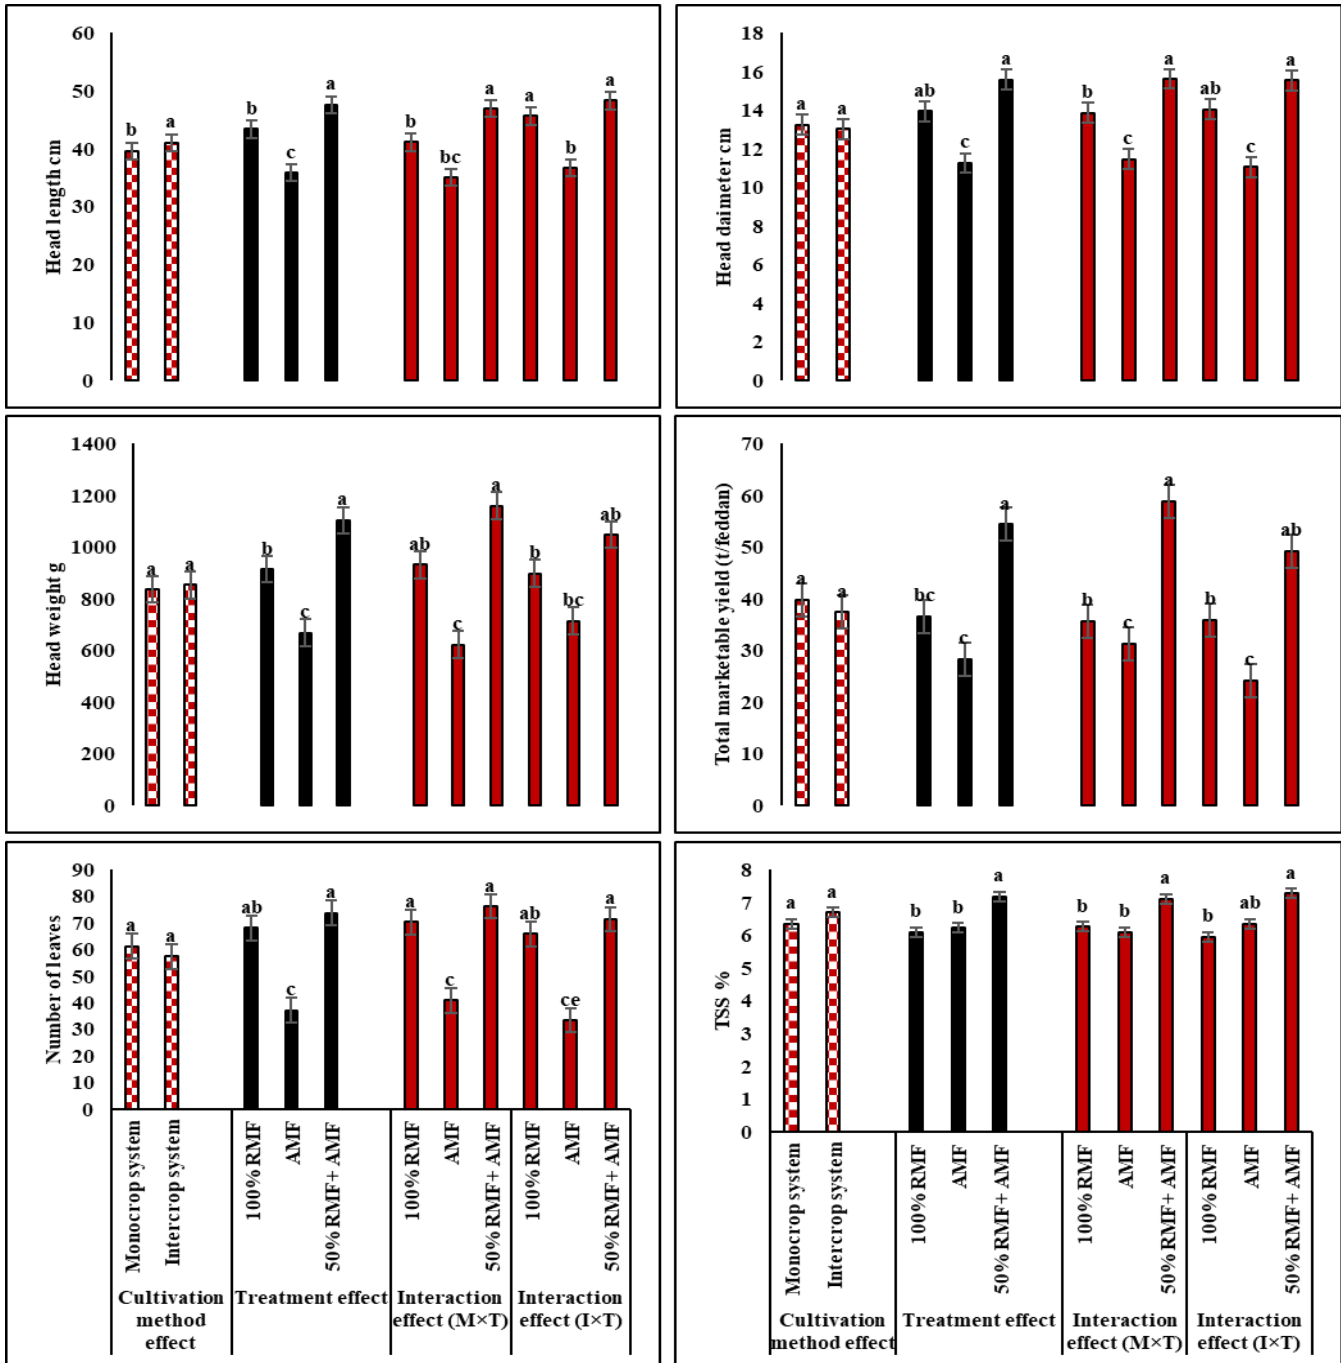 Head length cm
60
50
40
30
20
10
0
b
a
b
c
a
b
bc
a
a
b
a
Head daimeter cm
18
16
14
12
10
8
6
4
2
0
a
a
ab
c
a
b
c
a
ab
c
a
Head weight g
1400
1200
1000
800
600
400
200
0
a
a
b
c
a
ab
c
a
b
bc
ab
Total marketable yield (t/feddan)
70
60
50
40
30
20
10
0
a
a
bc
c
a
b
c
a
b
c
ab
Number of leaves
90
80
70
60
50
40
30
20
10
0
a
a
ab
c
a
a
c
a
ab
ce
a
Monocrop system
Intercrop system
100% RMF
AMF
50% RMF+ AMF
100% RMF
AMF
50% RMF+ AMF
100% RMF
AMF
50% RMF+ AMF
Cultivation
method
effect
Treatment effect
Interaction
effect (M×T)
Interaction
effect (I×T)
TSS %
8
7
6
5
4
3
2
1
0
a
a
b
b
a
b
b
a
b
ab
a
Monocrop system
Intercrop system
100% RMF
AMF
50% RMF+ AMF
100% RMF
AMF
50% RMF+ AMF
100% RMF
AMF
50% RMF+ AMF
Cultivation
method effect
Treatment effect
Interaction
effect (M×T)
Interaction
effect (I×T)